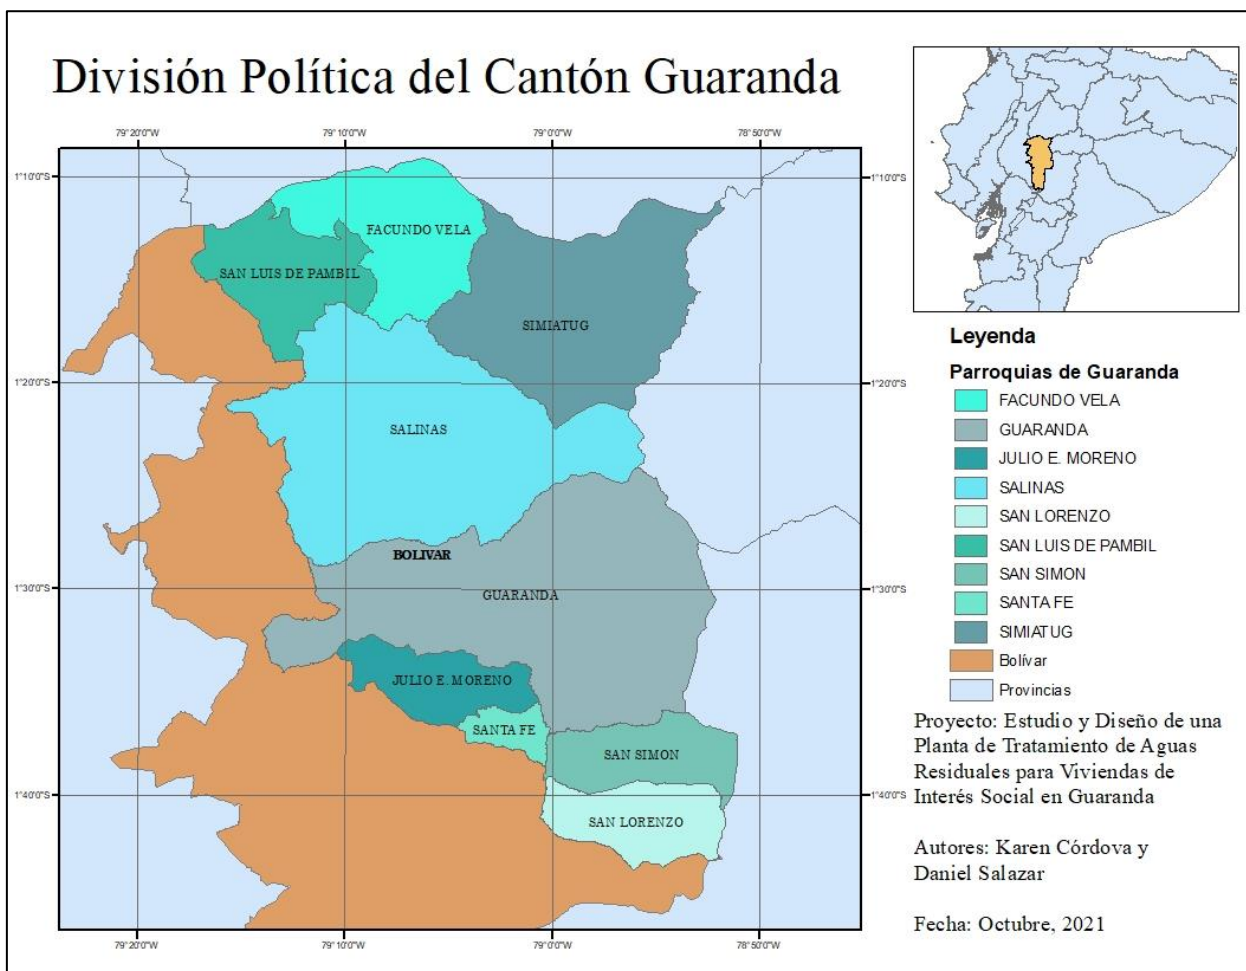 División Política del Cantón Guaranda
79°20'0"W 79°10'0"W 79°0'0"W 78°50'0"W
1°10'0"S 1°10'0"S
FACUNDO VELA
SAN LUIS DE PAMBIL
SIMIATUG
1°20'0"S 1°20'0"S
SALINAS
BOLIVAR
1°30'0"S 1°30'0"S
GUARANDA
JULIO E. MORENO
SANTA FE
SAN SIMON
1°40'0"S 1°40'0"S
SAN LORENZO
79°20'0"W 79°10'0"W 79°0'0"W 78°50'0"W
Leyenda
Parroquias de Guaranda
FACUNDO VELA
GUARANDA
JULIO E. MORENO
SALINAS
SAN LORENZO
SAN LUIS DE PAMBIL
SAN SIMON
SANTA FE
SIMIATUG
Bolívar
Provincias
Proyecto: Estudio y Diseño de una
Planta de Tratamiento de Aguas
Residuales para Viviendas de
Interés Social en Guaranda
Autores: Karen Córdova y
Daniel Salazar
Fecha: Octubre, 2021